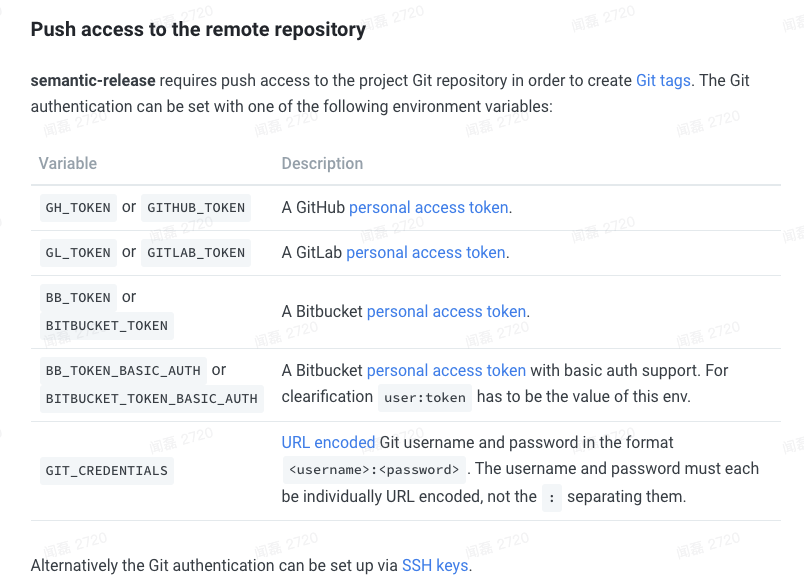 Push access to the remote repository
semantic-release requires push access to the project Git repository in order to create Git tags. The Git
authentication can be set with one of the following environment variables:
Variable Description
GH_TOKEN or GITHUB_TOKEN A GitHub personal access token.
GL_TOKEN or GITLAB_TOKEN A GitLab personal access token.
BB_TOKEN or
BITBUCKET_TOKEN
A Bitbucket personal access token.
BB_TOKEN_BASIC_AUTH or
BITBUCKET_TOKEN_BASIC_AUTH
A Bitbucket personal access token with basic auth support. For
clearification user:token has to be the value of this env.
GIT_CREDENTIALS
URL encoded Git username and password in the format
<username>:<password> . The username and password must each
be individually URL encoded, not the : separating them.
Alternatively the Git authentication can be set up via SSH keys.
闻磊 2720